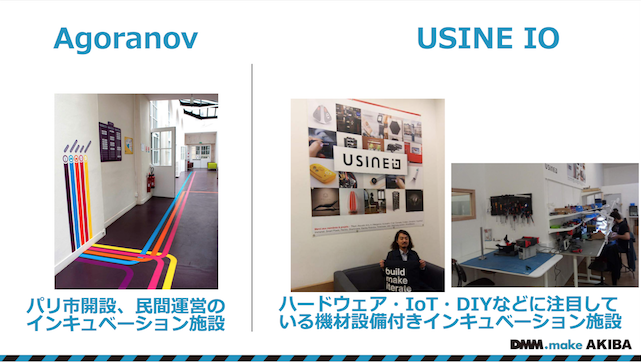 Agoranov
USINE IO
USINE IO
build
make
iterate
パリ市開設、民間運営の
インキュベーション施設
ハードウェア・IoT・DIYなどに注目して
いる機材設備付きインキュベーション施設
DMM.make AKIBA